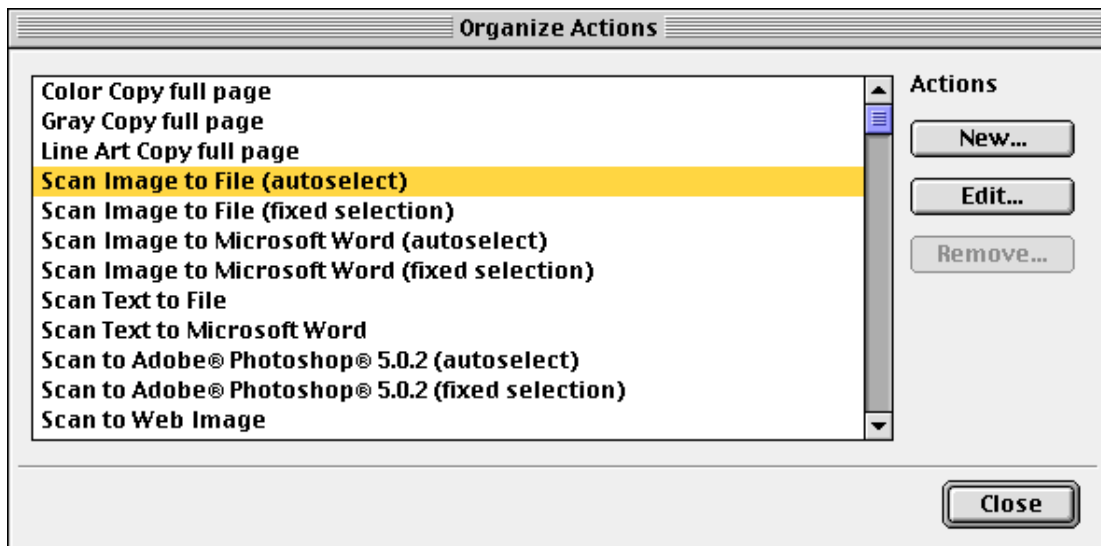 Organize Actions
Color Copy full page
Gray Copy full page
Line Art Copy full page
Scan Image to File (autoselect)
Scan Image to File (fixed selection)
Scan Image to Microsoft Word (autoselect)
Scan Image to Microsoft Word (fixed selection)
Scan Text to File
Scan Text to Microsoft Word
Scan to Adobe® Photoshop® 5.0.2 (autoselect)
Scan to Adobe® Photoshop® 5.0.2 (fixed selection)
Scan to Web Image
Actions
New...
Edit...
Remove...
Close